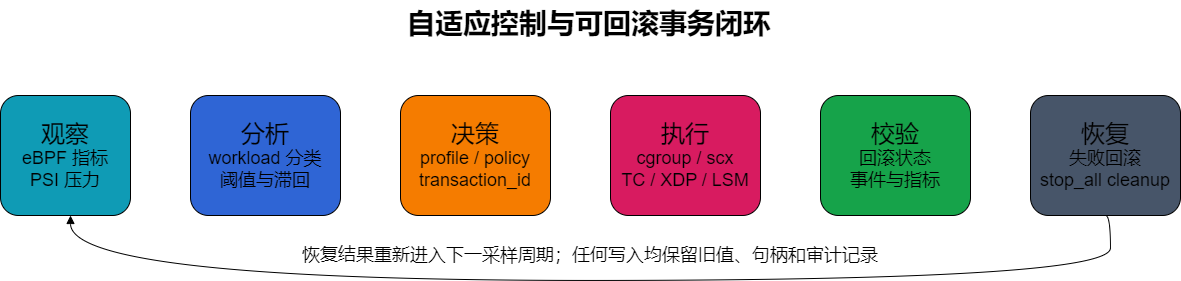 自适应控制与可回滚事务闭环
观察
eBPF 指标
PSI 压力
分析
workload 分类
阈值与滞回
决策
profile / policy
transaction_id
执行
cgroup / scx
TC / XDP / LSM
校验
回滚状态
事件与指标
恢复
失败回滚
stop_all cleanup
恢复结果重新进入下一采样周期；任何写入均保留旧值、句柄和审计记录